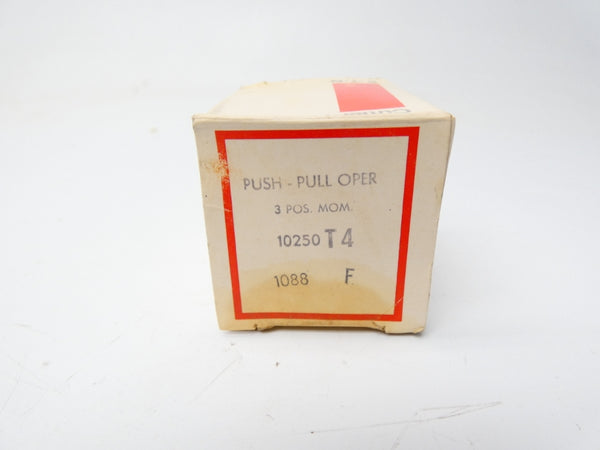 PUSH - PULL OPER
3 POS. MOM.
10250 T4
1088 F